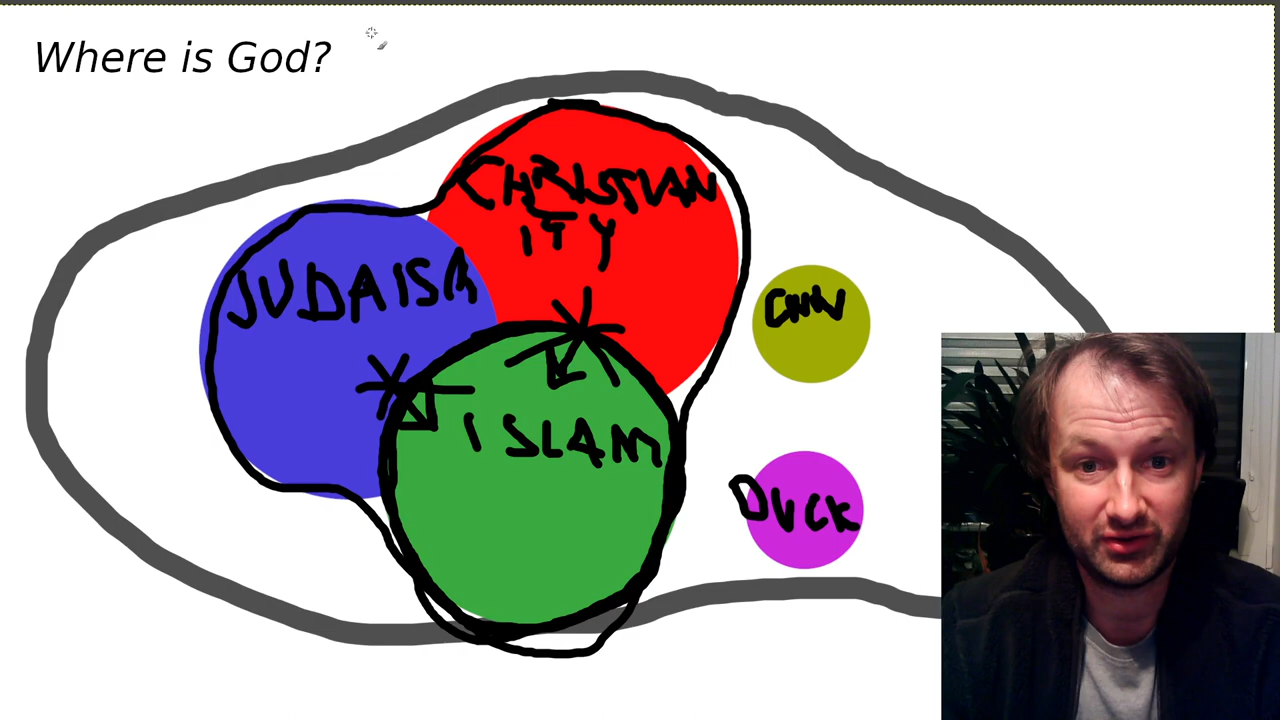 Where is God?
CHRISTIAN
ITY
JUDAISM
ISLAM
DUCK